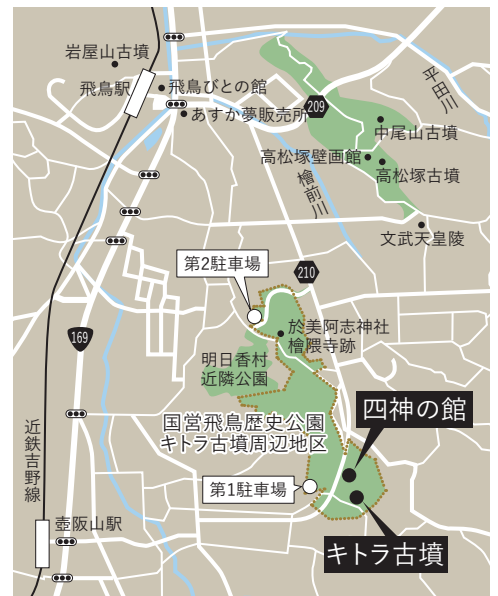 岩屋山古墳
飛鳥駅
飛鳥びとの館
あすか夢販売所
209
平田川
中尾山古墳
高松塚壁画館
高松塚古墳
檜前川
文武天皇陵
第2駐車場
210
169
於美阿志神社
檜隈寺跡
明日香村
近隣公園
国営飛鳥歴史公園
キトラ古墳周辺地区
四神の館
近鉄吉野線
第1駐車場
壺阪山駅
キトラ古墳